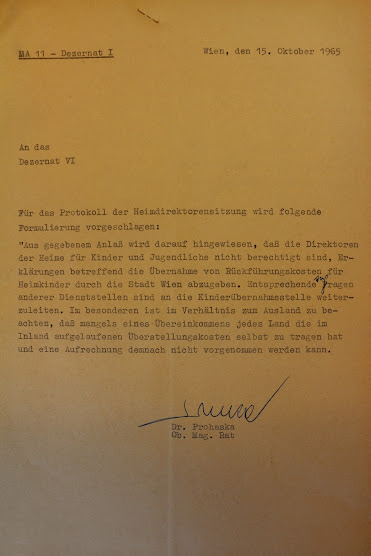 MA 11 - Dezernat I
Wien, den 15. Oktober 1965
An das
Dezernat VI
Für das Protokoll der Heimdirektorensitzung wird folgende
Formulierung vorgeschlagen:
"Aus gegebenem Anlaß wird darauf hingewiesen, daß die Direktoren
der Heime für Kinder und Jugendliche nicht berechtigt sind, Er-
klärungen betreffend die Übernahme von Rückführungskosten für
Heimkinder durch die Stadt Wien abzugeben. Entsprechende
anderer Dienststellen sind an die Kinderübernahmsstelle weiter-
zuleiten. Im besonderen ist im Verhältnis zum Ausland zu be-
achten, daß mangels eines Übereinkommens jedes Land die im
Inland aufgelaufenen Überstellungskosten selbst zu tragen hat
und eine Aufrechnung demnach nicht vorgenommen werden kann.
Dr. Prohaska
Ob. Mag. Rat